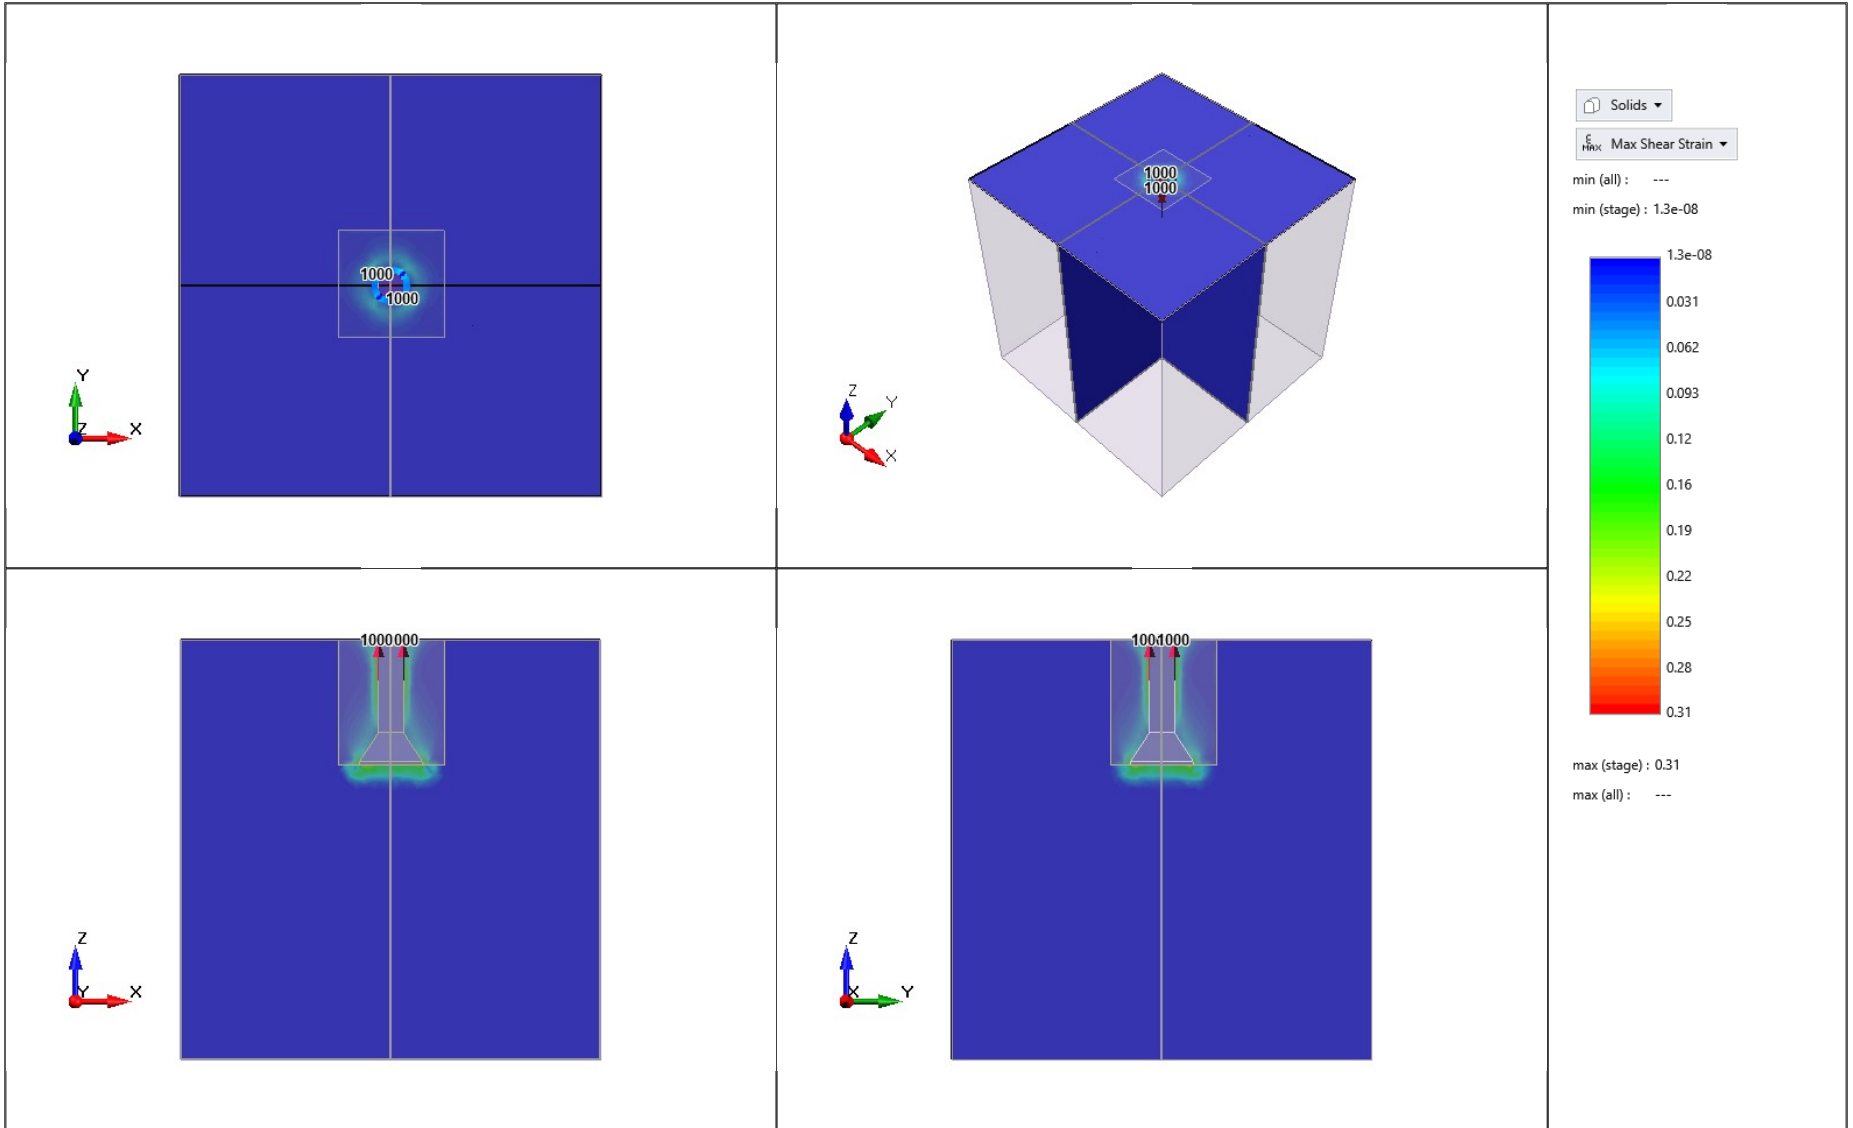 1000
1000
Y
Z
X
1000
1000
Z
Y
X
Solids
ε
MAX
Max Shear Strain
min (all) : ---
min (stage) : 1.3e-08
1.3e-08
0.031
0.062
0.093
0.12
0.16
0.19
0.22
0.25
0.28
0.31
max (stage) : 0.31
max (all) : ---
1000000
Z
Y
X
1001000
Z
X
Y